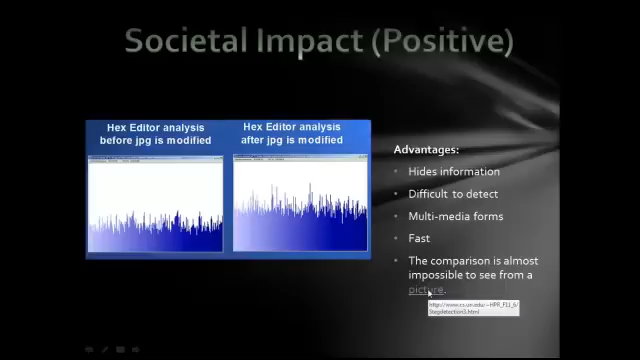 Societal Impact (Positive)
Hex Editor analysis
before jpg is modified
Hex Editor analysis
after jpg is modified
Advantages:
• Hides information
• Difficult to detect
• Multi-media forms
• Fast
• The comparison is almost
impossible to see from a
picture.